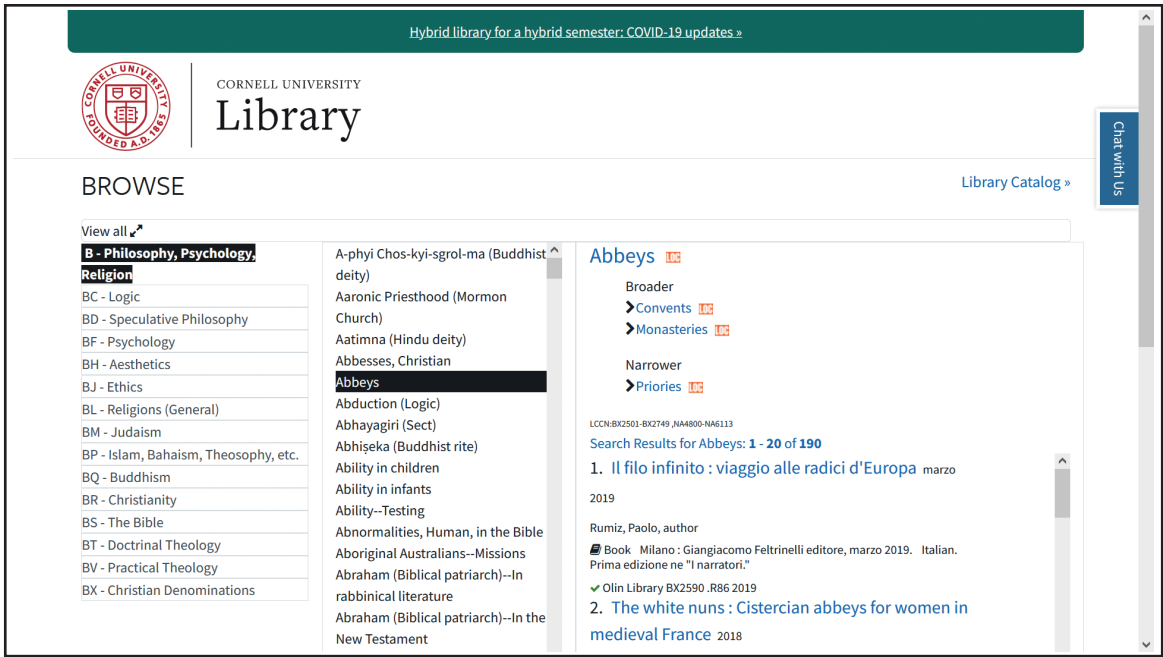 Hybrid library for a hybrid semester: COVID-19 updates »
CORNELL UNIVERSITY
FOUNDED A.D. 1865
CORNELL UNIVERSITY
Library
Chat with Us
BROWSE
Library Catalog »
View all
B - Philosophy, Psychology,
Religion
BC - Logic
BD - Speculative Philosophy
BF - Psychology
BH - Aesthetics
BJ - Ethics
BL - Religions (General)
BM - Judaism
BP - Islam, Bahaism, Theosophy, etc.
BQ - Buddhism
BR - Christianity
BS - The Bible
BT - Doctrinal Theology
BV - Practical Theology
BX - Christian Denominations
A-phyi Chos-kyi-sgrol-ma (Buddhist
deity)
Aaronic Priesthood (Mormon
Church)
Aatimna (Hindu deity)
Abbesses, Christian
Abbeys
Abduction (Logic)
Abhayagiri (Sect)
Abhiṣeka (Buddhist rite)
Ability in children
Ability in infants
Ability--Testing
Abnormalities, Human, in the Bible
Aboriginal Australians--Missions
Abraham (Biblical patriarch)--In
rabbinical literature
Abraham (Biblical patriarch)--In the
New Testament
Abbeys LOC
Broader
Convents LOC
Monasteries LOC
Narrower
Priories LOC
LCCN:BX2501-BX2749 ,NA4800-NA6113
Search Results for Abbeys: 1 - 20 of 190
1. Il filo infinito : viaggio alle radici d'Europa marzo
2019
Rumiz, Paolo, author
Book Milano : Giangiacomo Feltrinelli editore, marzo 2019. Italian.
Prima edizione ne "I narratori."
Olin Library BX2590 .R86 2019
2. The white nuns : Cistercian abbeys for women in
medieval France 2018